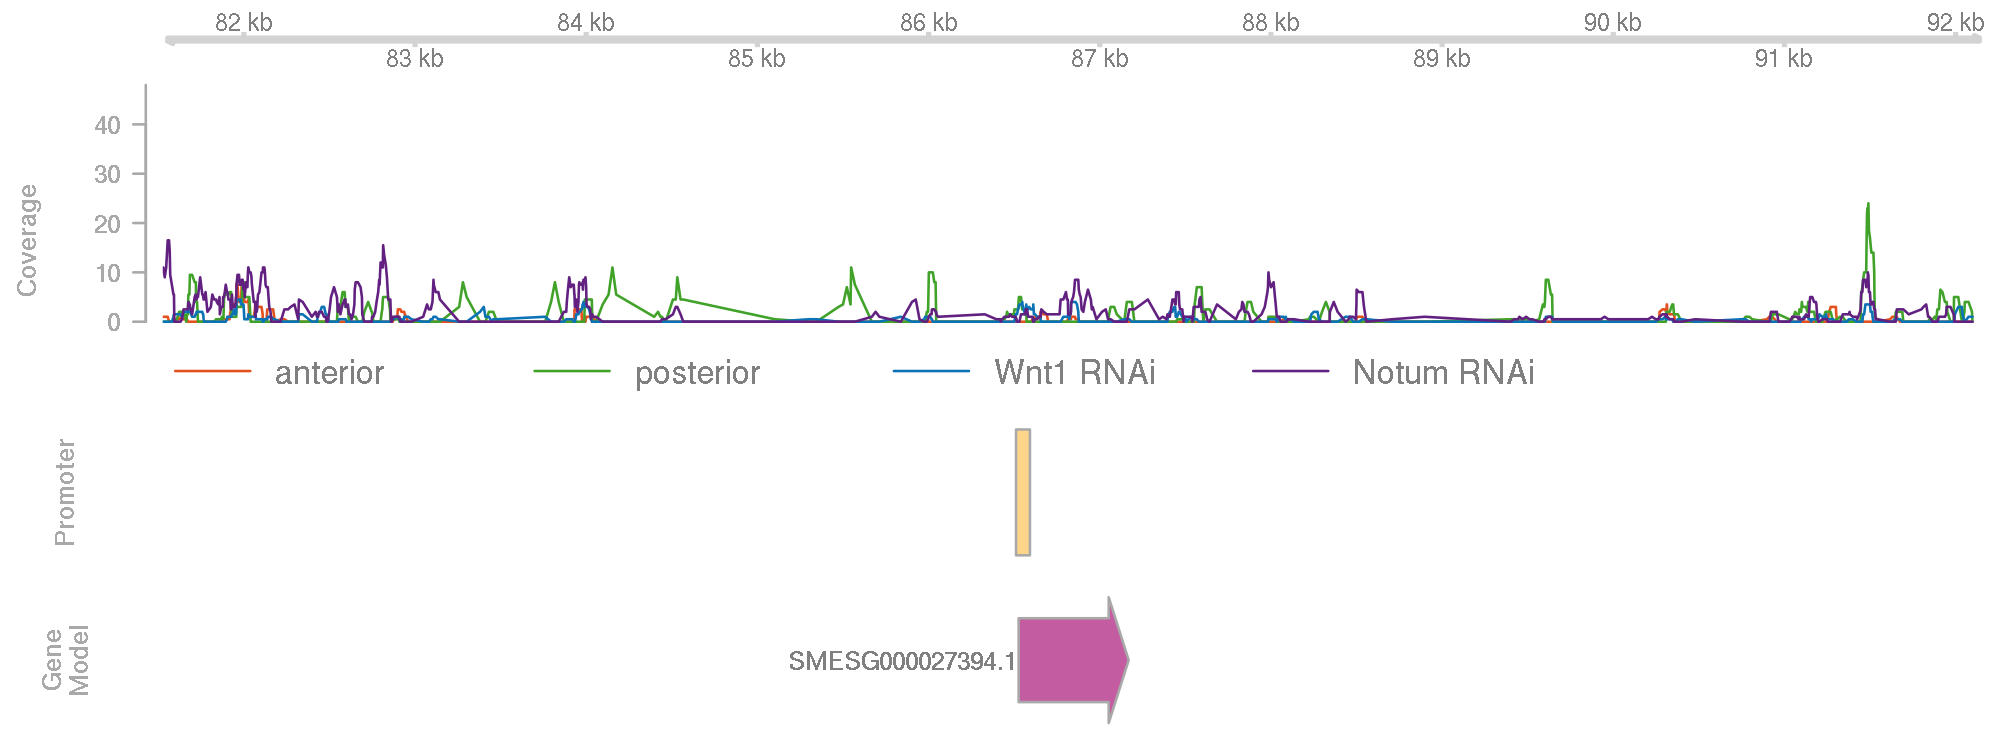 82 kb 84 kb 86 kb 88 kb 90 kb 92 kb
83 kb 85 kb 87 kb 89 kb 91 kb
Coverage
40
30
20
10
0
anterior posterior Wnt1 RNAi Notum RNAi
Promoter
Gene
Model
SMESG000027394.1